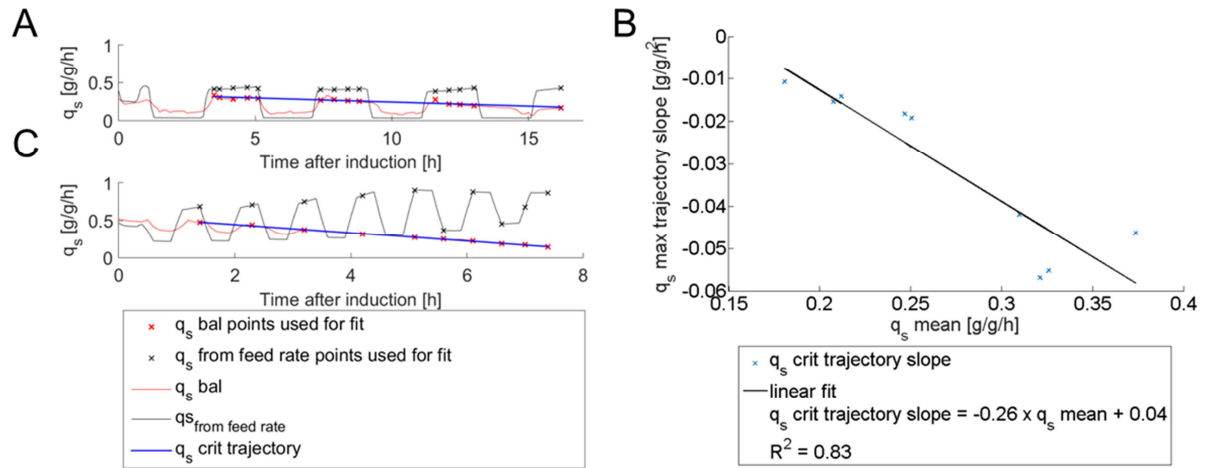 A
q_s [g/g/h]
1
0.5
0
0 5 10 15
Time after induction [h]
C
q_s [g/g/h]
1
0.5
0
0 2 4 6 8
Time after induction [h]
q_s bal points used for fit
q_s from feed rate points used for fit
q_s bal
qs_from feed rate
q_s crit trajectory
B
q_s max trajectory slope [g/g/h²]
0
-0.01
-0.02
-0.03
-0.04
-0.05
-0.06
0.15 0.2 0.25 0.3 0.35 0.4
q_s mean [g/g/h]
q_s crit trajectory slope
linear fit
q_s crit trajectory slope = -0.26 x q_s mean + 0.04
R² = 0.83